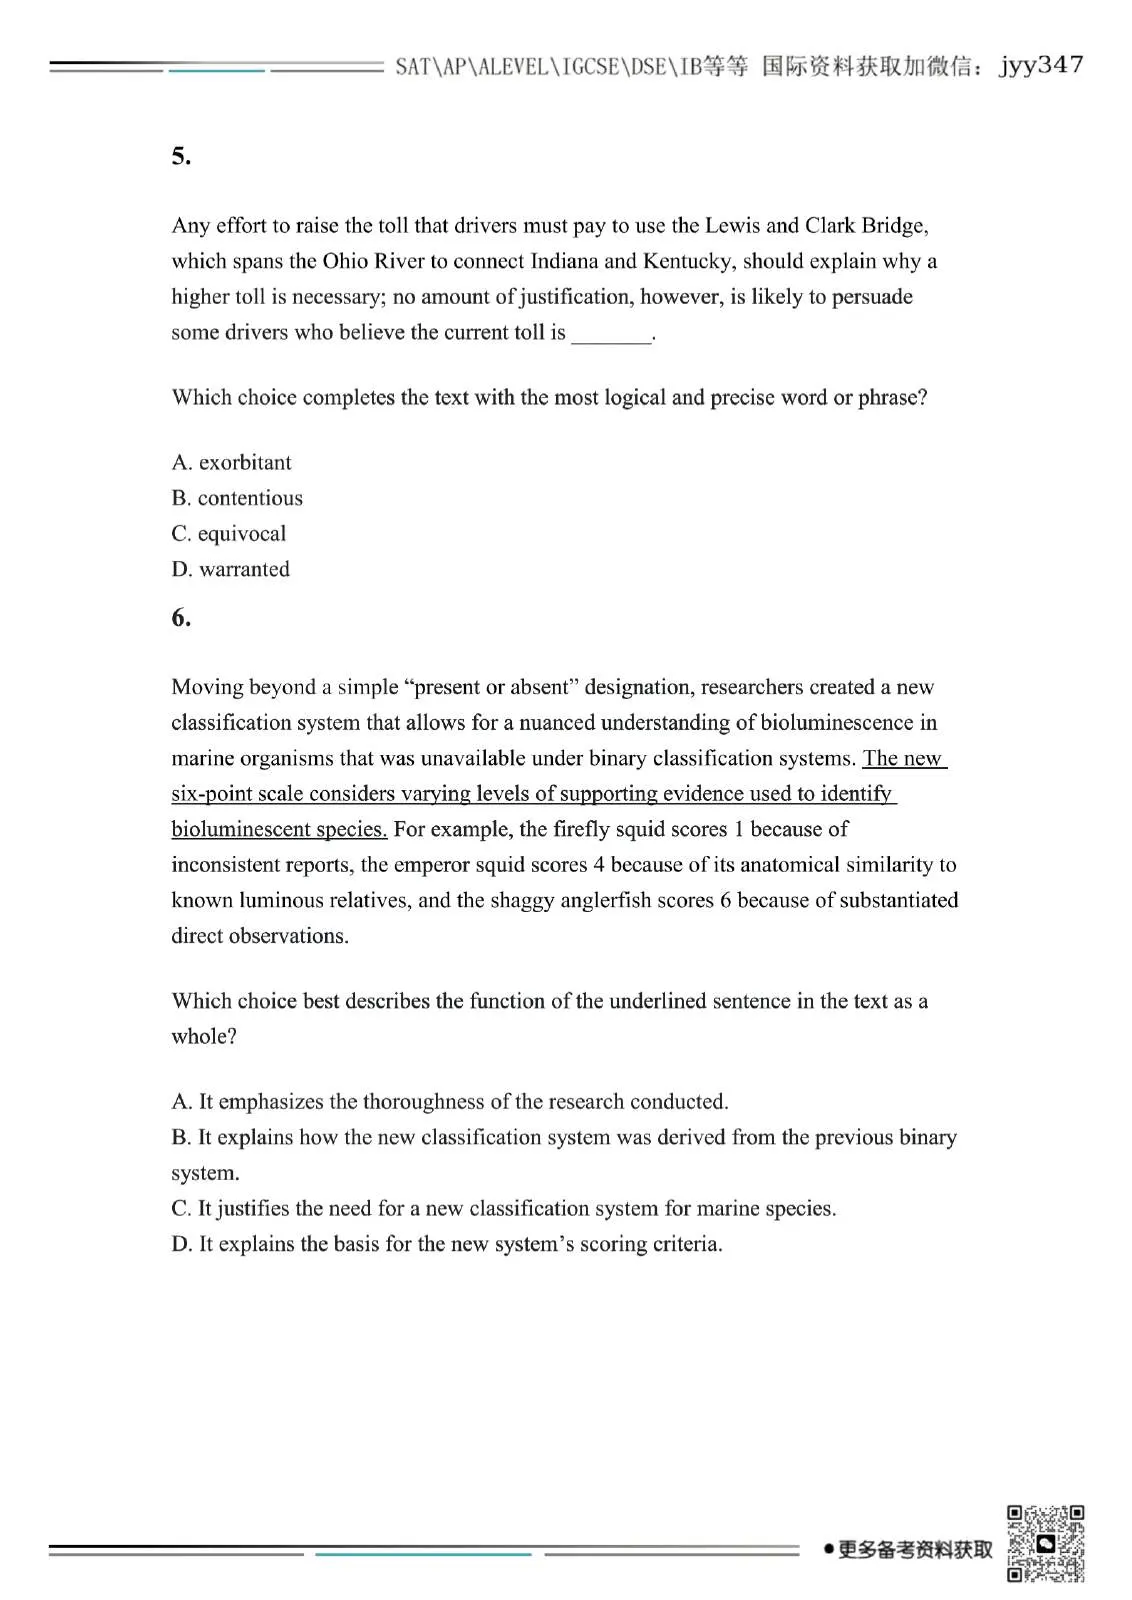 SAT\AP\ALEVEL\IGCSE\DSE\IB等等 国际资料获取加微信: jyy347
5.
Any effort to raise the toll that drivers must pay to use the Lewis and Clark Bridge,
which spans the Ohio River to connect Indiana and Kentucky, should explain why a
higher toll is necessary; no amount of justification, however, is likely to persuade
some drivers who believe the current toll is _______.
Which choice completes the text with the most logical and precise word or phrase?
A. exorbitant
B. contentious
C. equivocal
D. warranted
6.
Moving beyond a simple “present or absent” designation, researchers created a new
classification system that allows for a nuanced understanding of bioluminescence in
marine organisms that was unavailable under binary classification systems. The new
six-point scale considers varying levels of supporting evidence used to identify
bioluminescent species. For example, the firefly squid scores 1 because of
inconsistent reports, the emperor squid scores 4 because of its anatomical similarity to
known luminous relatives, and the shaggy anglerfish scores 6 because of substantiated
direct observations.
Which choice best describes the function of the underlined sentence in the text as a
whole?
A. It emphasizes the thoroughness of the research conducted.
B. It explains how the new classification system was derived from the previous binary
system.
C. It justifies the need for a new classification system for marine species.
D. It explains the basis for the new system’s scoring criteria.
●更多备考资料获取